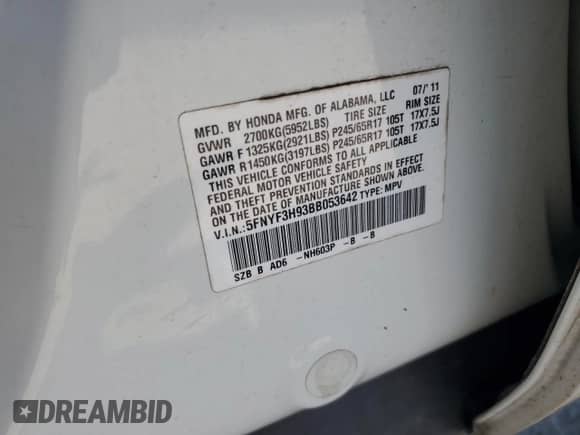 MFD. BY HONDA MFG. OF ALABAMA, LLC 07/'11
GVWR 2700KG(5952LBS) TIRE SIZE RIM SIZE
GAWR F 1325KG(2921LBS) P245/65R17 105T 17X7.5J
GAWR R 1450KG(3197LBS) P245/65R17 105T 17X7.5J
THIS VEHICLE CONFORMS TO ALL APPLICABLE
FEDERAL MOTOR VEHICLE SAFETY
AND THEFT PREVENTION STANDARDS IN EFFECT
ON THE DATE OF MANUFACTURE SHOWN ABOVE.
V.I.N.: 5FNYF3H93BB053642 TYPE: MPV
SZB B AD6 -NH603P -B -B
DREAMBID